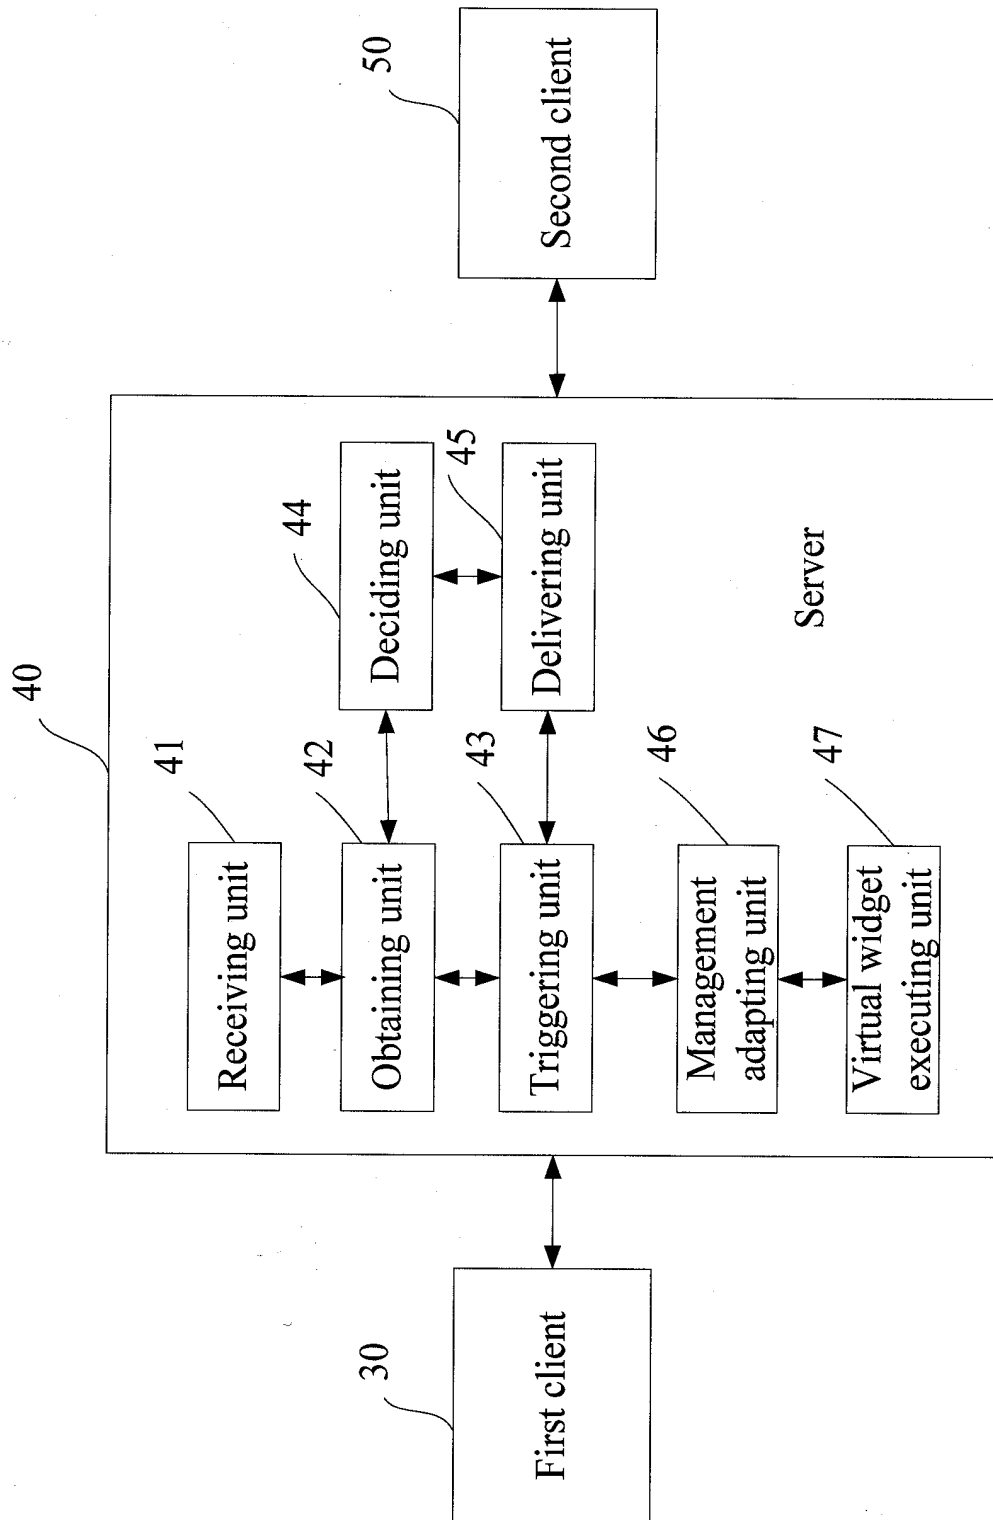 40
41
Receiving unit
42
Obtaining unit
44
Deciding unit
30
First client
43
Triggering unit
45
Delivering unit
50
Second client
46
Management
adapting unit
47
Virtual widget
executing unit
Server